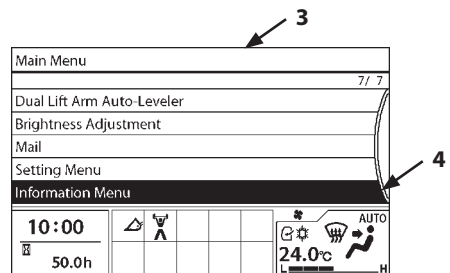 3
Main Menu
7/ 7
Dual Lift Arm Auto-Leveler
Brightness Adjustment
Mail
Setting Menu
4
Information Menu
10:00
AUTO
50.0h
24.0℃
L H